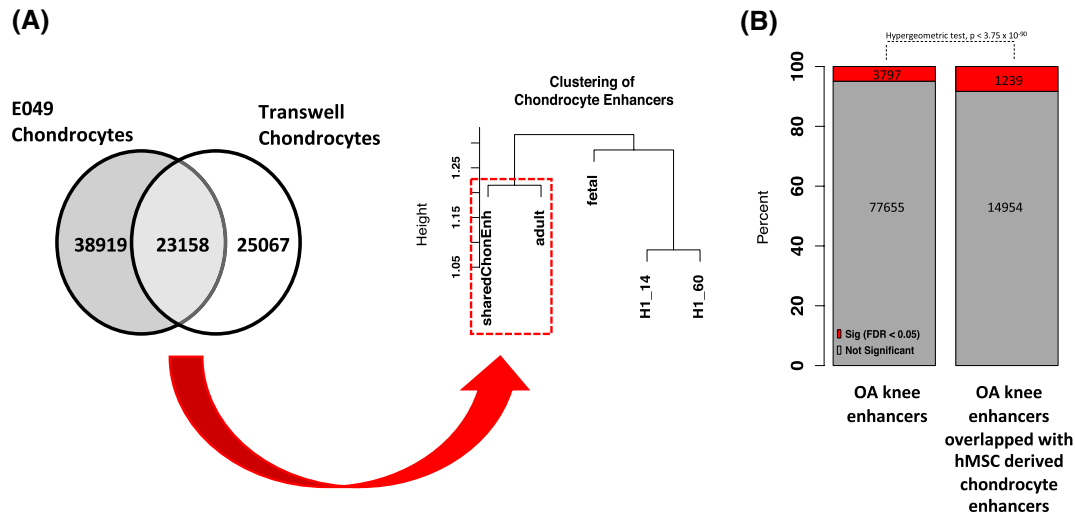 (A)
E049
Chondrocytes
Transwell
Chondrocytes
38919
23158
25067
Clustering of
Chondrocyte Enhancers
Height
1.05
1.15
1.25
sharedChonEnh
adult
fetal
H1_14
H1_60
(B)
Hypergeometric test, p < 3.75 x 10-90
Percent
0
20
40
60
80
100
3797
1239
77655
14954
Sig (FDR < 0.05)
Not Significant
OA knee
enhancers
OA knee
enhancers
overlapped with
hMSC derived
chondrocyte
enhancers